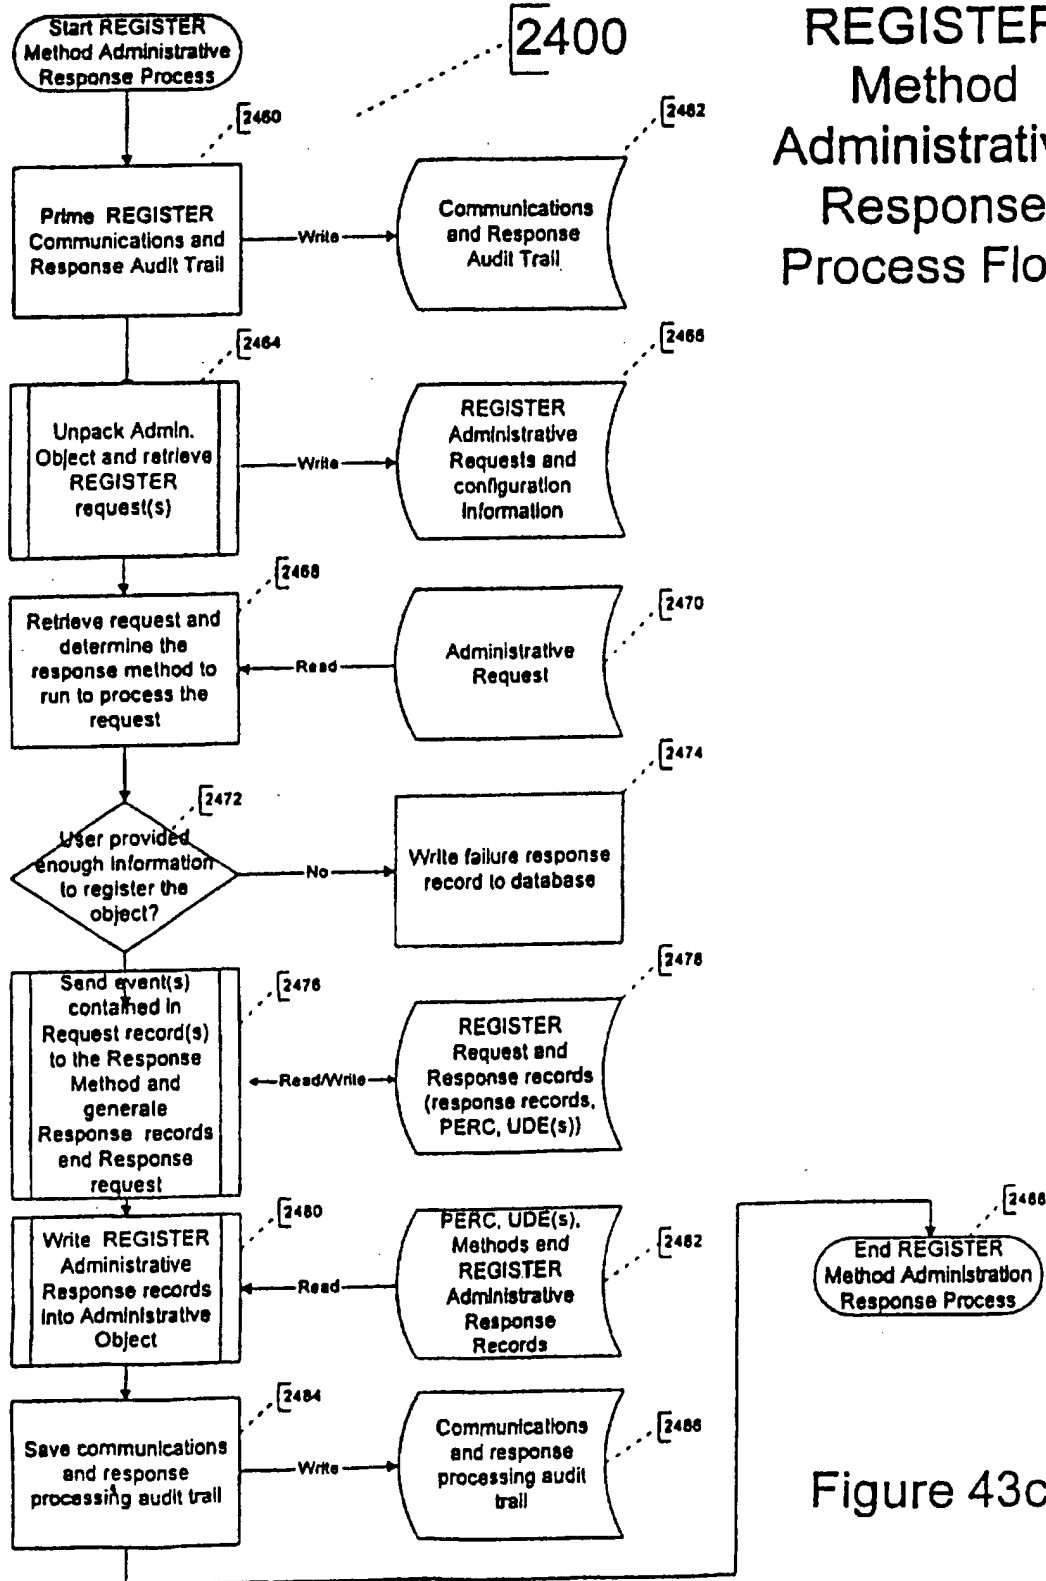 Start REGISTER
Method Administrative
Response Process
2400
REGISTER
Method
Administrativ
Response
Process Flo
2460
Prime REGISTER
Communications and
Response Audit Trail
Write
2462
Communications
and Response
Audit Trail
2464
Unpack Admin.
Object and retrieve
REGISTER
request(s)
Write
2466
REGISTER
Administrative
Requests and
configuration
Information
2468
Retrieve request and
determine the
response method to
run to process the
request
Read
2470
Administrative
Request
2472
User provided
enough Information
to register the
object?
No
2474
Write failure response
record to database
2476
Send event(s)
contained in
Request record(s)
to the Response
Method and
generale
Response records
end Response
request
Read/Write
2478
REGISTER
Request and
Response records
(response records,
PERC, UDE(s))
2480
Write REGISTER
Administrative
Response records
Into Administrative
Object
Read
2482
PERC, UDE(s),
Methods end
REGISTER
Administrative
Response
Records
2484
Save communications
and response
processing audit trail
Write
2486
Communications
and response
processing audit
trail
2488
End REGISTER
Method Administration
Response Process
Figure 43c